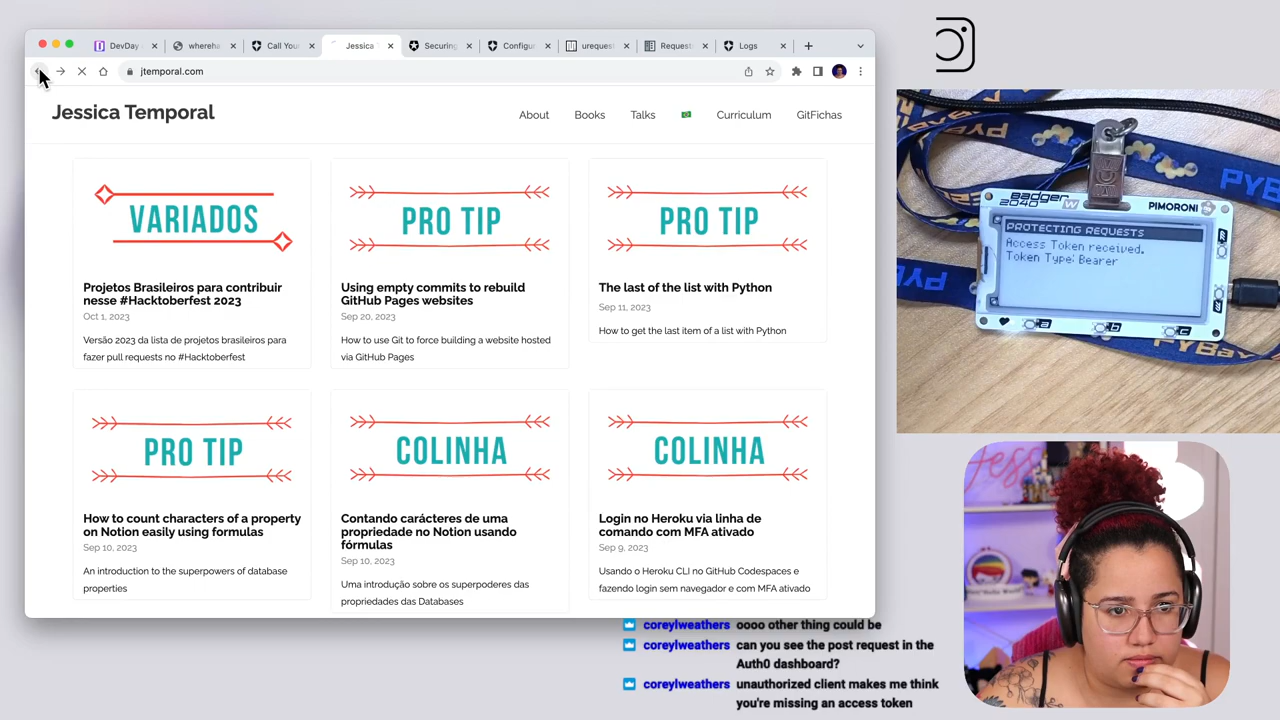 DevDay
whereha
Call You
Jessica T
Securing
Configur
urequest
Request
Logs
jtemporal.com
Jessica Temporal
About
Books
Talks
Curriculum
GitFichas
VARIADOS
Projetos Brasileiros para contribuir
nesse #Hacktoberfest 2023
Oct 1, 2023
Versão 2023 da lista de projetos brasileiros para
fazer pull requests no #Hacktoberfest
PRO TIP
Using empty commits to rebuild
GitHub Pages websites
Sep 20, 2023
How to use Git to force building a website hosted
via GitHub Pages
PRO TIP
The last of the list with Python
Sep 11, 2023
How to get the last item of a list with Python
PRO TIP
How to count characters of a property
on Notion easily using formulas
Sep 10, 2023
An introduction to the superpowers of database
properties
COLINHA
Contando carácteres de uma
propriedade no Notion usando
fórmulas
Sep 10, 2023
Uma introdução sobre os superpoderes das
propriedades das Databases
COLINHA
Login no Heroku via linha de
comando com MFA ativado
Sep 9, 2023
Usando o Heroku CLI no GitHub Codespaces e
fazendo login sem navegador e com MFA ativado
PYBay
PYB
badger
2040 W
PIMORONI
PROTECTING REQUESTS
Access Token received.
Token Type: Bearer
a
b
c
PYBay
coreylweathers oooo other thing could be
coreylweathers can you see the post request in the
Auth0 dashboard?
coreylweathers unauthorized client makes me think
you're missing an access token